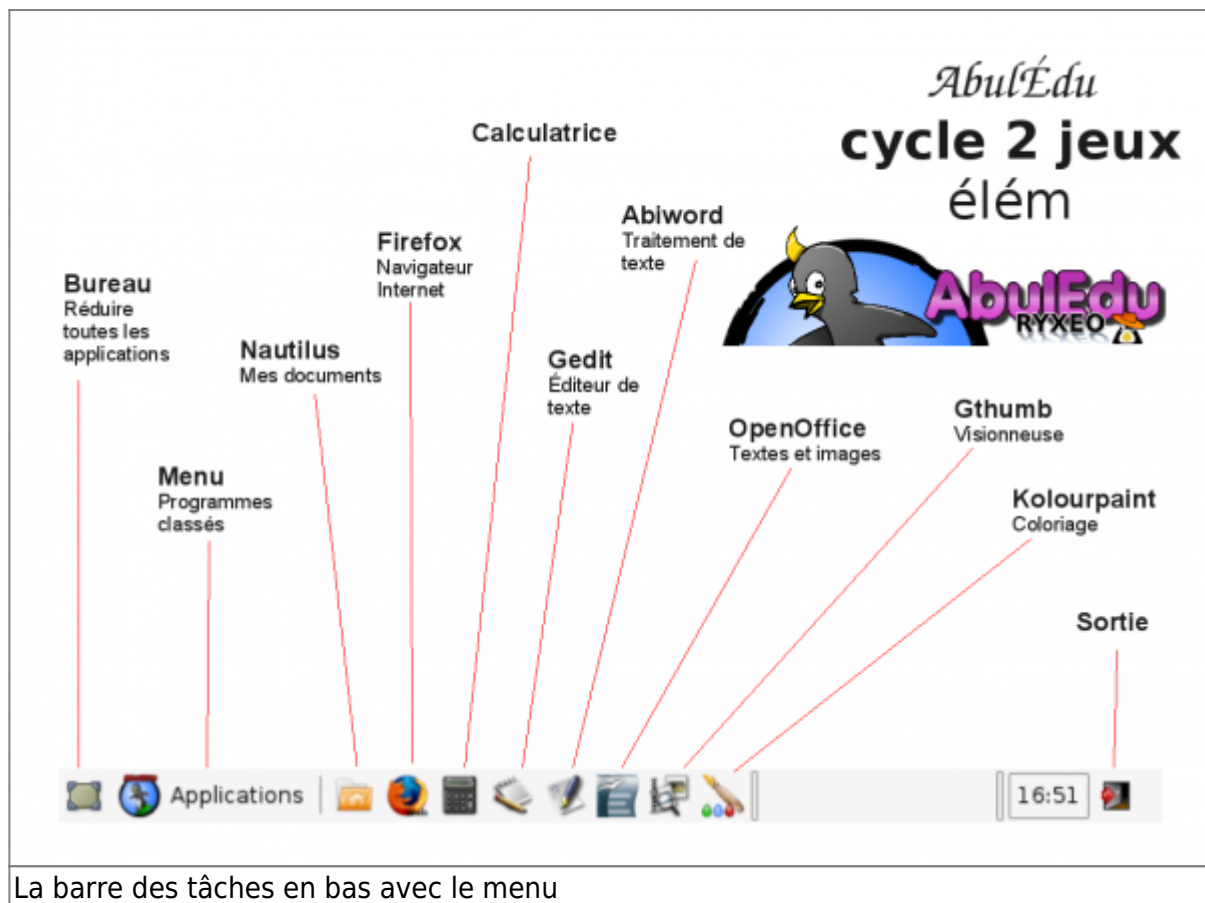 AbulÉdu
cycle 2 jeux
élém
Calculatrice
Abiword
Traitement de
texte
Firefox
Navigateur
Internet
Bureau
Réduire
toutes les
applications
AbulEdu
RYXEO
Nautilus
Mes documents
Gedit
Éditeur de
texte
Gthumb
Visionneuse
OpenOffice
Textes et images
Menu
Programmes
classés
Kolourpaint
Coloriage
Sortie
Applications
16:51
La barre des tâches en bas avec le menu